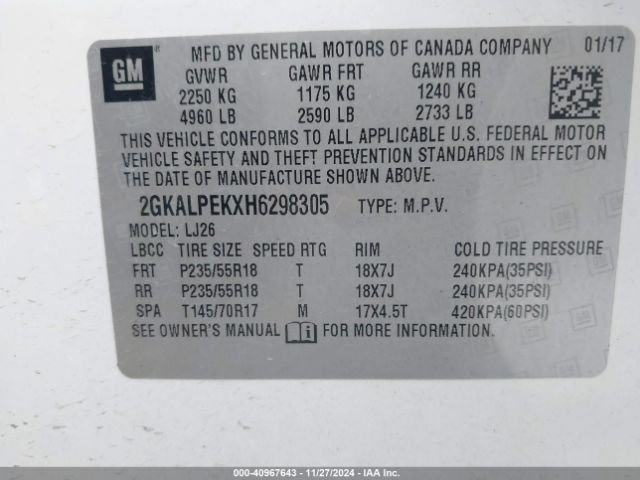 GM
MFD BY GENERAL MOTORS OF CANADA COMPANY 01/17
GVWR GAWR FRT GAWR RR
2250 KG 1175 KG 1240 KG
4960 LB 2590 LB 2733 LB
THIS VEHICLE CONFORMS TO ALL APPLICABLE U.S. FEDERAL MOTOR
VEHICLE SAFETY AND THEFT PREVENTION STANDARDS IN EFFECT ON
THE DATE OF MANUFACTURE SHOWN ABOVE.
2GKALPEKXH6298305 TYPE: M.P.V.
MODEL: LJ26
LBCC TIRE SIZE SPEED RTG RIM COLD TIRE PRESSURE
FRT P235/55R18 T 18X7J 240KPA(35PSI)
RR P235/55R18 T 18X7J 240KPA(35PSI)
SPA T145/70R17 M 17X4.5T 420KPA(60PSI)
SEE OWNER'S MANUAL i FOR MORE INFORMATION.
000-40967643 - 11/27/2024 - IAAI.COM